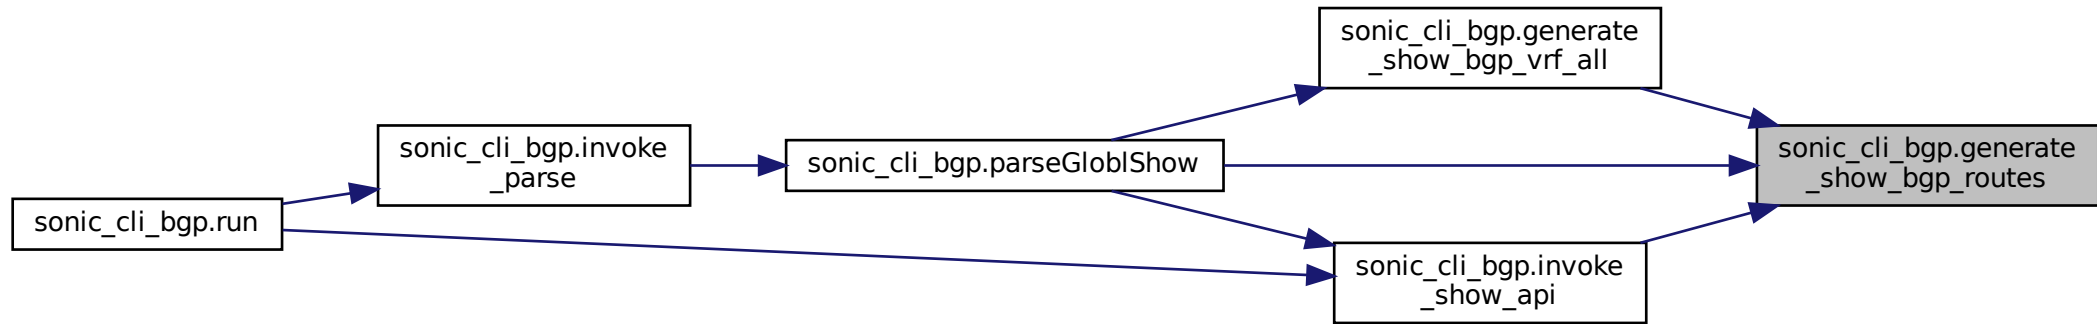 sonic_cli_bgp.run
sonic_cli_bgp.invoke
_parse
sonic_cli_bgp.parseGloblShow
sonic_cli_bgp.generate
_show_bgp_vrf_all
sonic_cli_bgp.invoke
_show_api
sonic_cli_bgp.generate
_show_bgp_routes